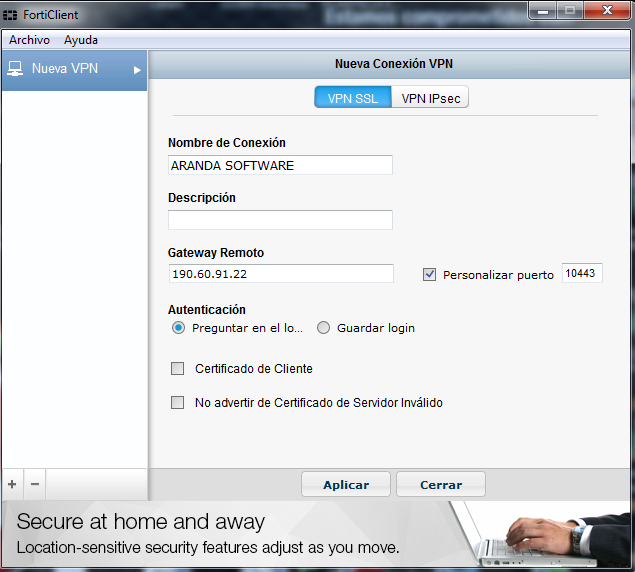 FortiClient
Archivo Ayuda
Nueva VPN
Nueva Conexión VPN
VPN SSL VPN IPsec
Nombre de Conexión
ARANDA SOFTWARE
Descripción
Gateway Remoto
190.60.91.22 Personalizar puerto 10443
Autenticación
Preguntar en el lo... Guardar login
Certificado de Cliente
No advertir de Certificado de Servidor Inválido
+ − Aplicar Cerrar
Secure at home and away
Location-sensitive security features adjust as you move.